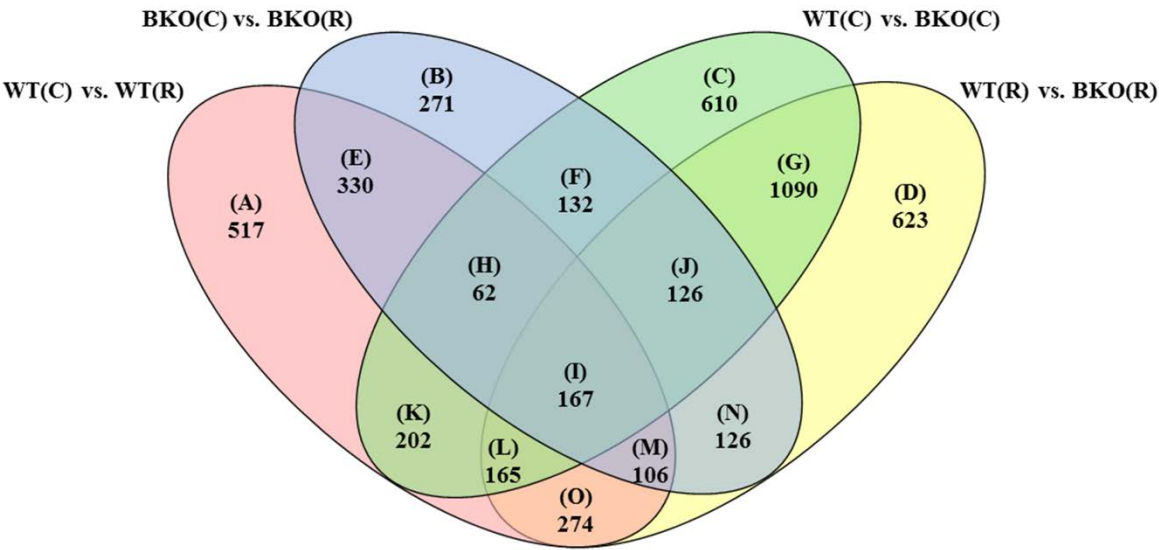 BKO(C) vs. BKO(R)
WT(C) vs. BKO(C)
WT(C) vs. WT(R)
WT(R) vs. BKO(R)
(B)
271
(C)
610
(E)
330
(F)
132
(G)
1090
(A)
517
(D)
623
(H)
62
(J)
126
(I)
167
(K)
202
(L)
165
(M)
106
(N)
126
(O)
274